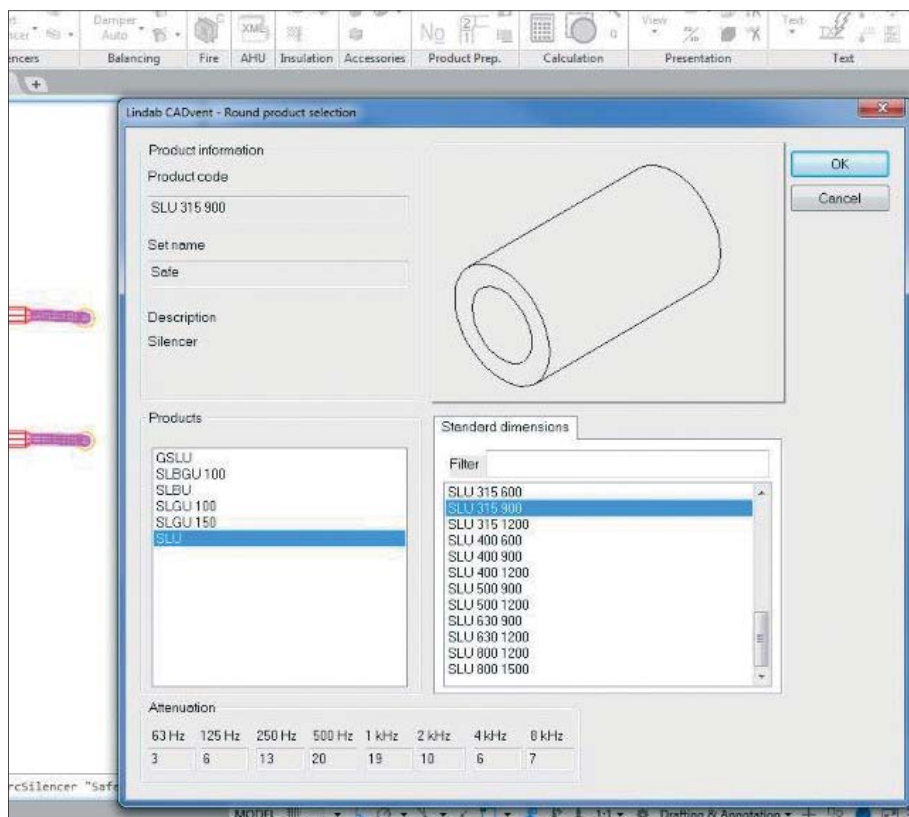 Damper
Auto
XML
No
View
Text
Balancing
Fire
AHU
Insulation
Accessories
Product Prep.
Calculation
Presentation
Text
Lindab CADvent - Round product selection
Product information
Product code
SLU 315 900
Set name
Safe
Description
Silencer
OK
Cancel
Products
GSLU
SLBGU 100
SLBU
SLGU 100
SLGU 150
SLU
Standard dimensions
Filter
SLU 315 600
SLU 315 900
SLU 315 1200
SLU 400 600
SLU 400 900
SLU 400 1200
SLU 500 900
SLU 500 1200
SLU 630 900
SLU 630 1200
SLU 800 1200
SLU 800 1500
Attenuation
63 Hz 125 Hz 250 Hz 500 Hz 1 kHz 2 kHz 4 kHz 8 kHz
3 6 13 20 19 10 6 7
rcSilencer "Safe
MODEL
1:1
Drafting & Annotation